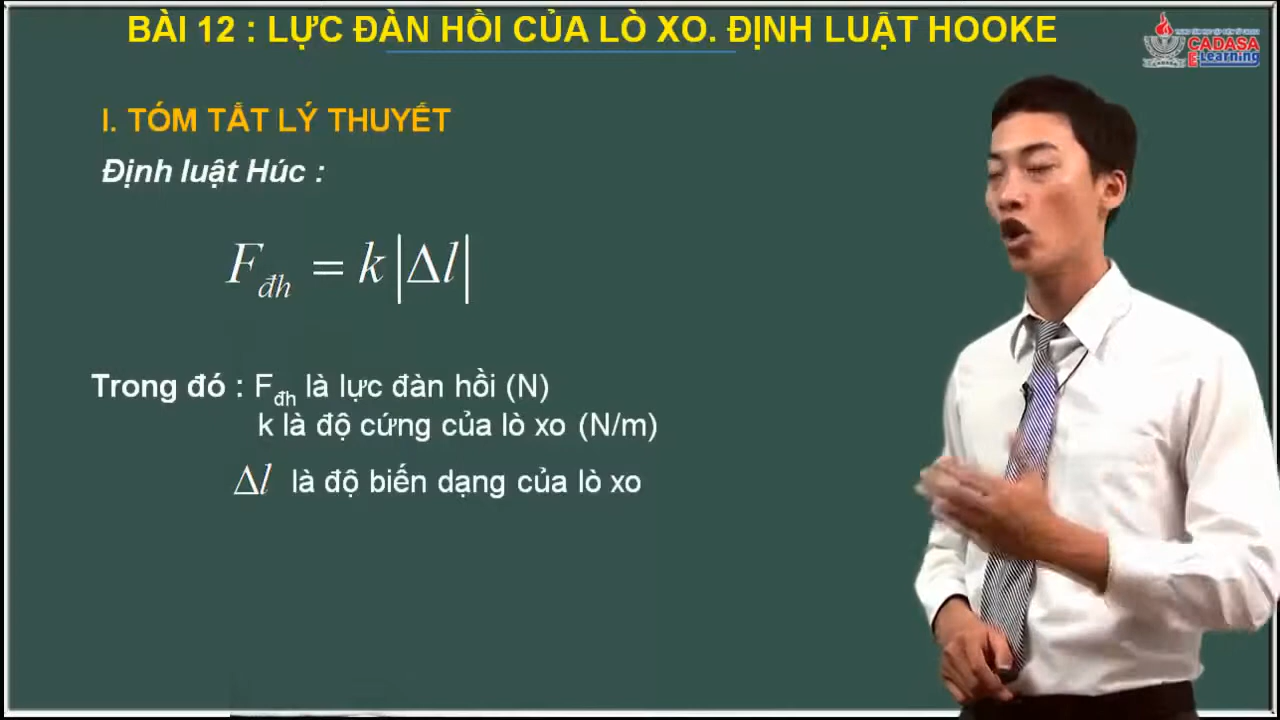 BÀI 12 : LỰC ĐÀN HỒI CỦA LÒ XO. ĐỊNH LUẬT HOOKE
CADASA
E-Learning
I. TÓM TẮT LÝ THUYẾT
Định luật Húc :
F đh = k |Δl|
Trong đó : Fđh là lực đàn hồi (N)
k là độ cứng của lò xo (N/m)
Δl là độ biến dạng của lò xo